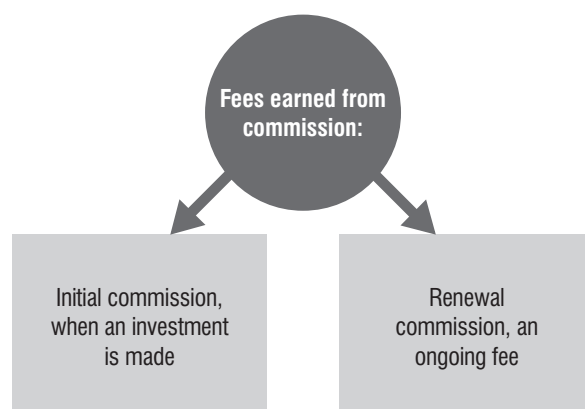 Fees earned from
commission:
Initial commission,
when an investment
is made
Renewal
commission, an
ongoing fee